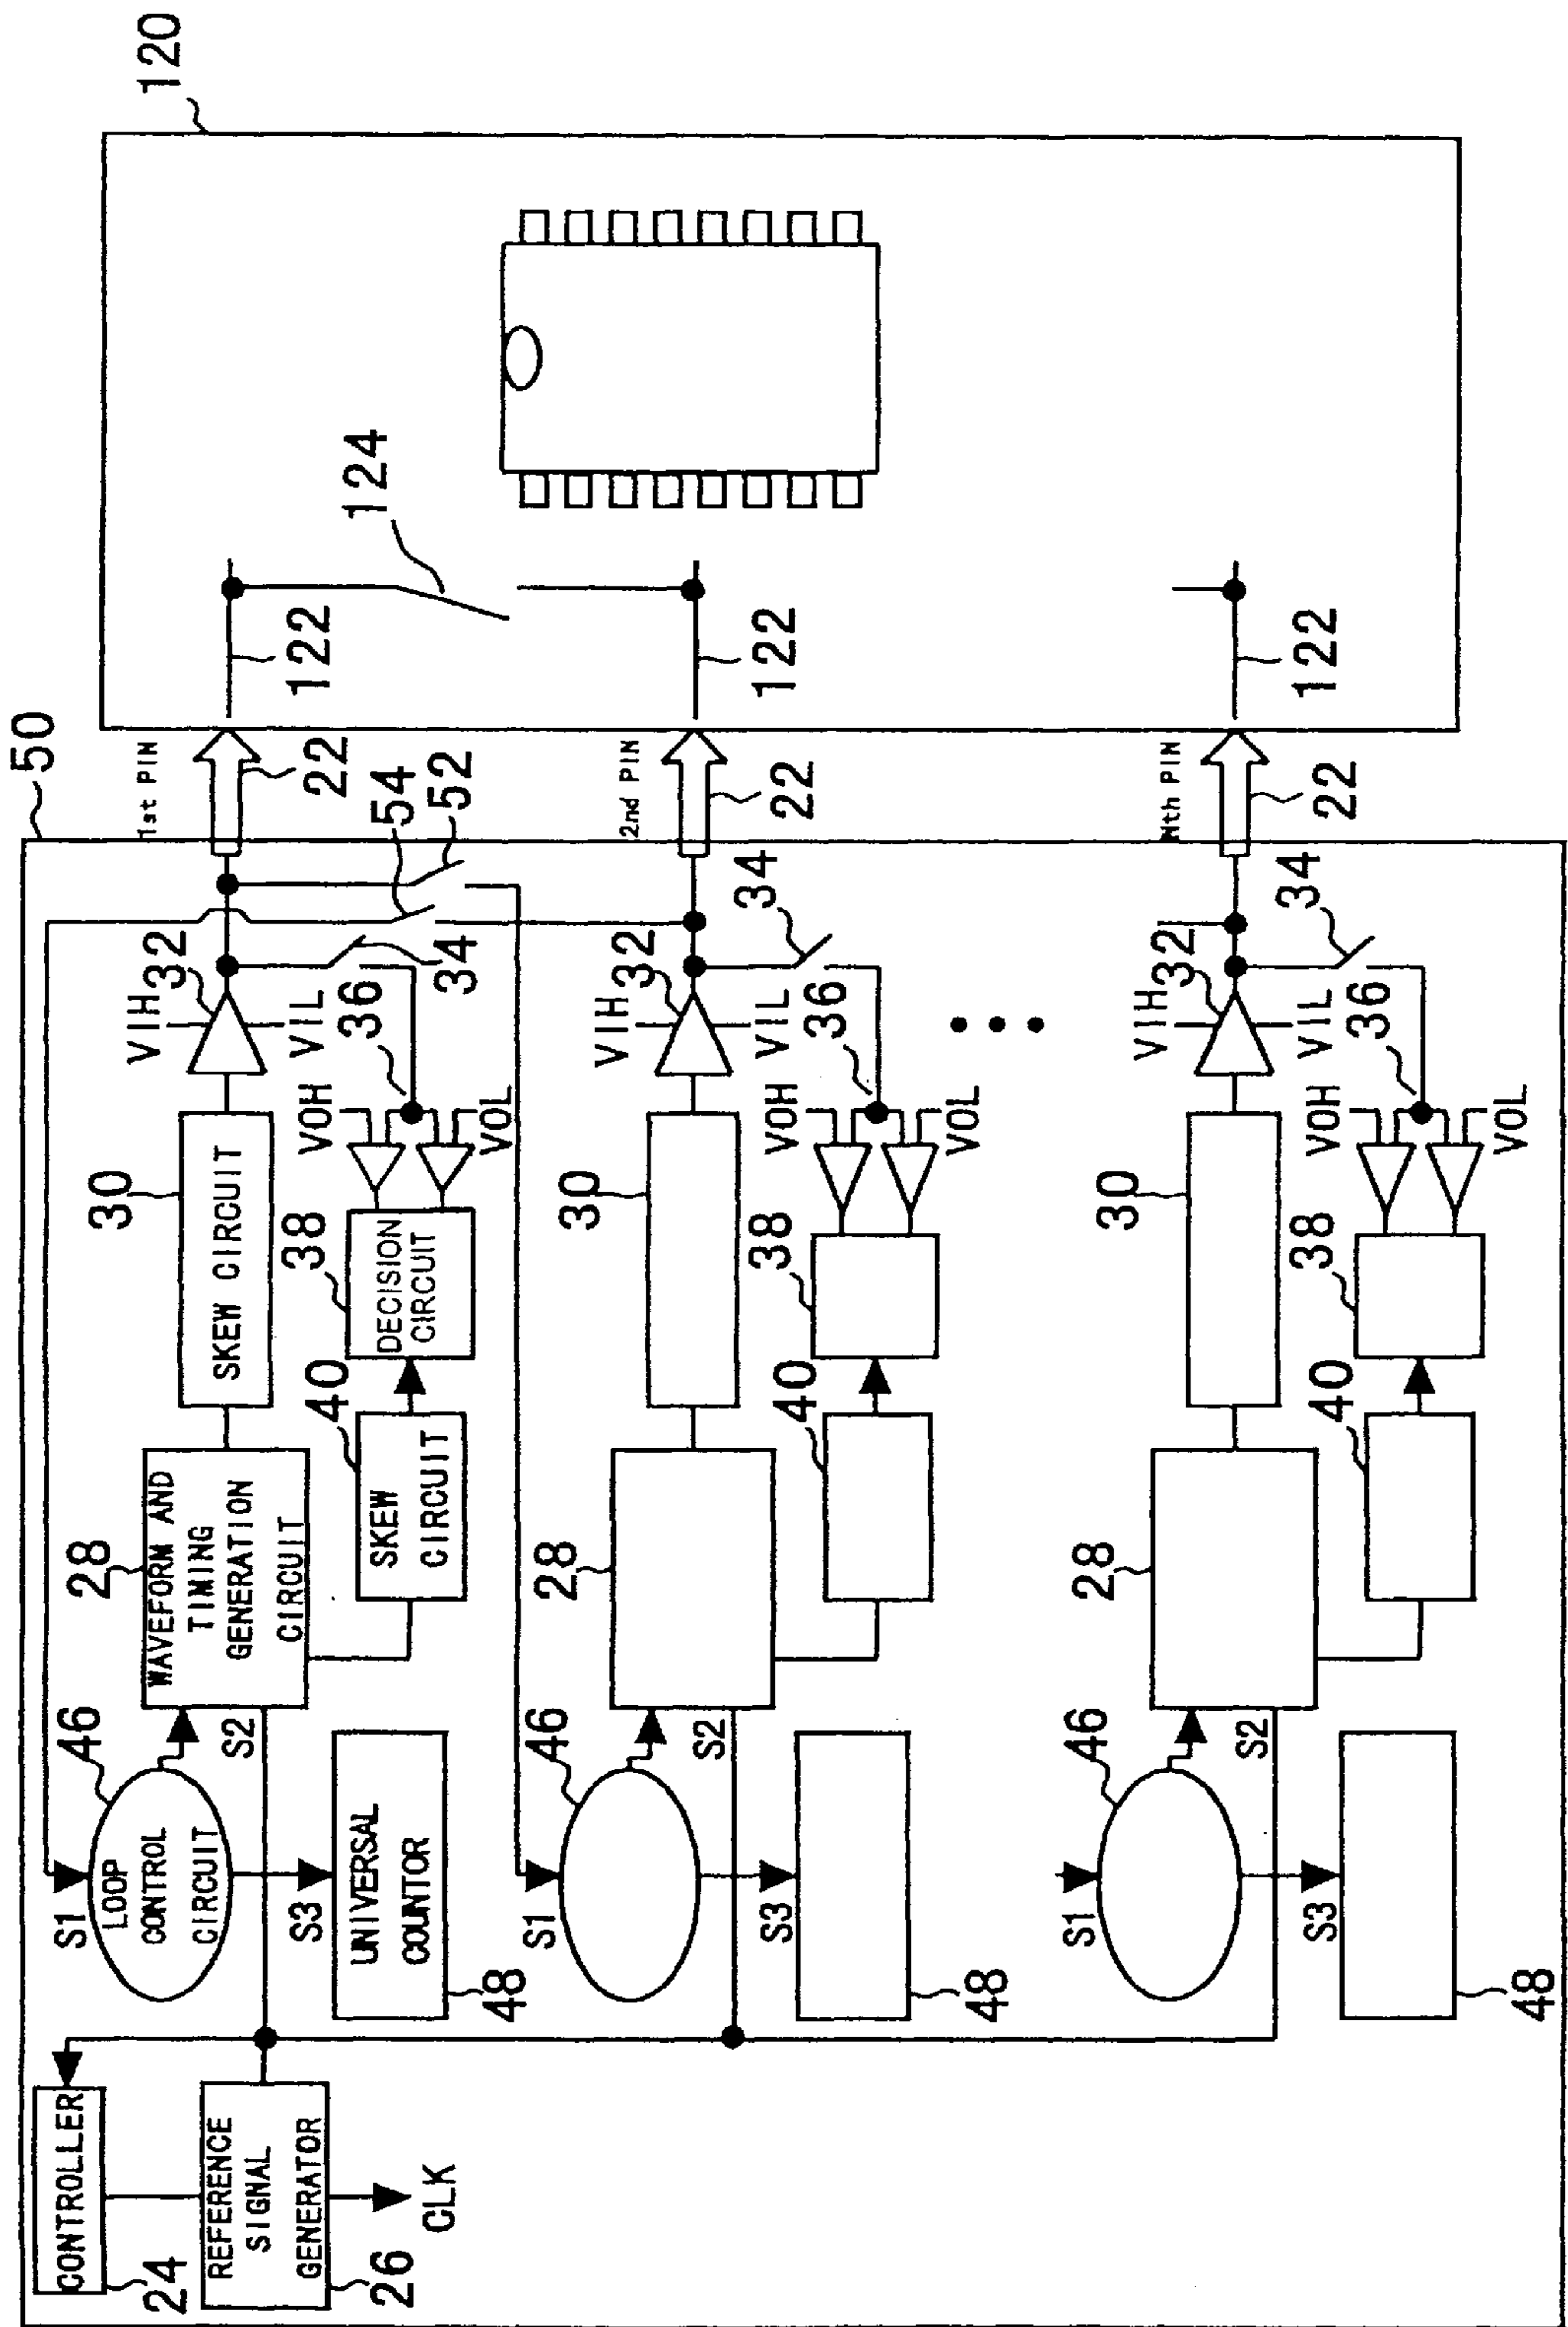 50
120
CONTROLLER
24
REFERENCE
SIGNAL
GENERATOR
26
CLK
S1
LOOP
CONTROL
CIRCUIT
46
S2
S3
UNIVERSAL
COUNTOR
48
28
WAVEFORM AND
TIMING
GENERATION
CIRCUIT
30
SKEW CIRCUIT
40
SKEW
CIRCUIT
38
DECISION
CIRCUIT
VIH
32
VIL
VOH
36
VOL
34
54
52
1st PIN
22
122
124
S1
46
S2
S3
48
28
30
40
38
VIH
32
VIL
VOH
36
VOL
34
2nd PIN
22
122
S1
46
S2
S3
48
28
30
40
38
VIH
32
VIL
VOH
36
VOL
34
Nth PIN
22
122